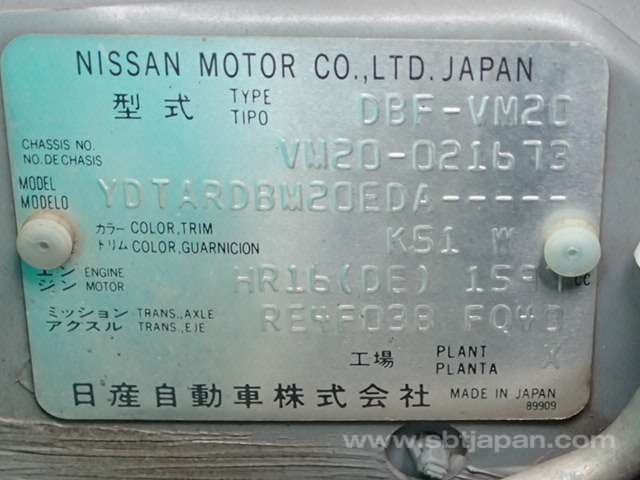 NISSAN MOTOR CO.,LTD. JAPAN
型式 TYPE TIPO DBF-VM20
CHASSIS NO. NO. DE CHASIS VM20-021673
MODEL MODELO YDTARDBW20EDA-----
カラー COLOR, TRIM
トリム COLOR, GUARNICION K51 W
エン ENGINE
ジン MOTOR HR16(DE) 159 cc
ミッション TRANS., AXLE
アクスル TRANS., EJE RE4F03B FQ40
工場 PLANT PLANTA X
日産自動車株式会社 MADE IN JAPAN
89909
www.sbtjapan.com